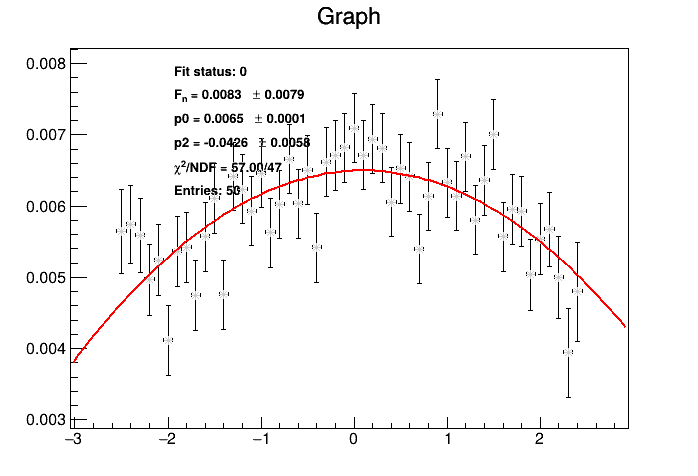 Graph
Fit status: 0
Fn = 0.0083 ± 0.0079
p0 = 0.0065 ± 0.0001
p2 = -0.0426 ± 0.0058
χ²/NDF = 57.00/47
Entries: 50
0.008
0.007
0.006
0.005
0.004
0.003
−3 −2 −1 0 1 2